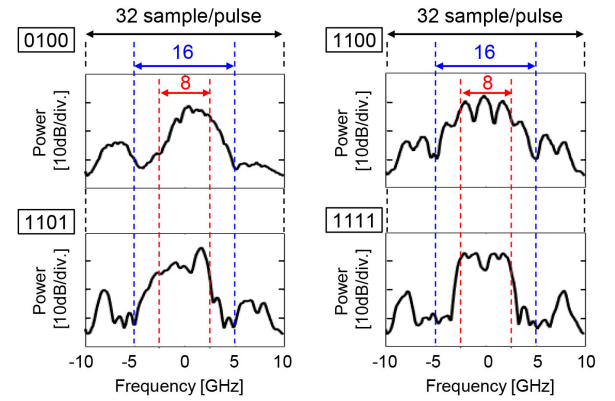 32 sample/pulse
0100
16
8
Power
[10dB/div.]
1101
Power
[10dB/div.]
-10 -5 0 5 10
Frequency [GHz]
32 sample/pulse
1100
16
8
Power
[10dB/div.]
1111
Power
[10dB/div.]
-10 -5 0 5 10
Frequency [GHz]